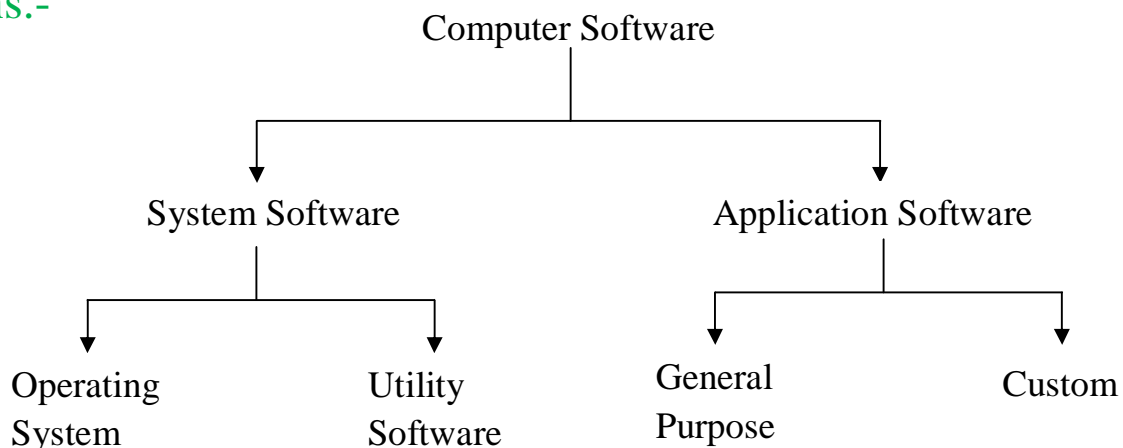 Computer Software
System Software
Application Software
Operating
System
Utility
Software
General
Purpose
Custom